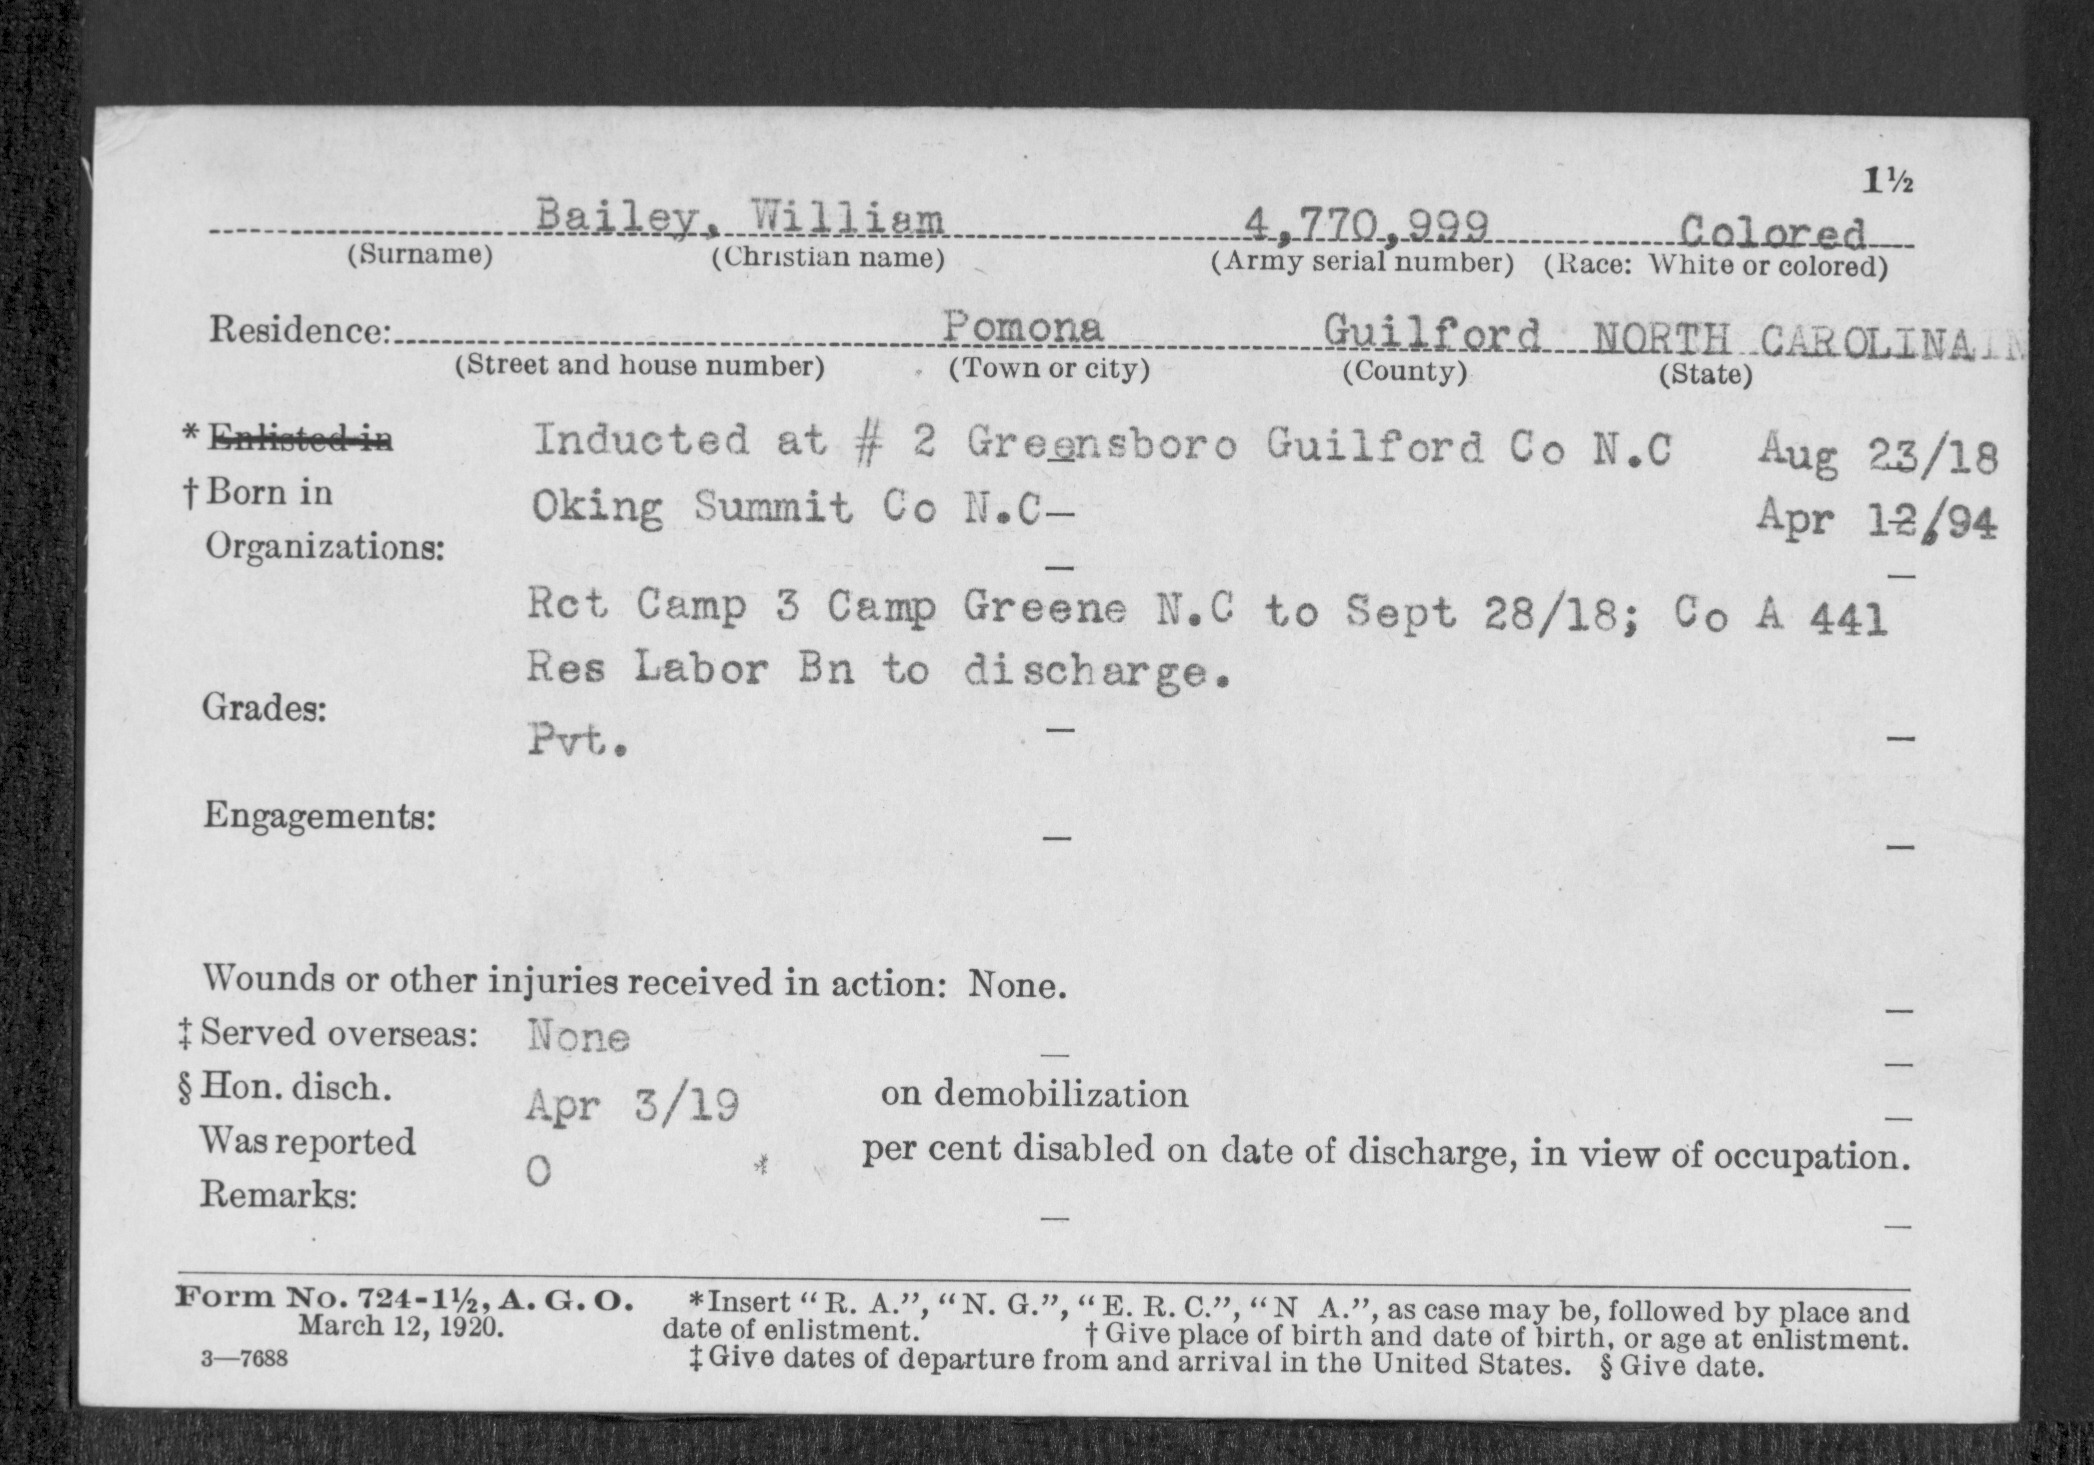 1½
Bailey, William 4,770,999 Colored
(Surname) (Christian name) (Army serial number) (Race: White or colored)
Residence: Pomona Guilford NORTH CAROLINA
(Street and house number) (Town or city) (County) (State)
* Enlisted in Inducted at # 2 Greensboro Guilford Co N.C Aug 23/18
† Born in Oking Summit Co N.C— Apr 12/94
Organizations: — —
Rct Camp 3 Camp Greene N.C to Sept 28/18; Co A 441
Res Labor Bn to discharge.
Grades: Pvt. — —
Engagements: — —
Wounds or other injuries received in action: None. —
‡ Served overseas: None — —
§ Hon. disch. Apr 3/19 on demobilization —
Was reported 0 * per cent disabled on date of discharge, in view of occupation.
Remarks: — —
Form No. 724-1½, A. G. O. *Insert “R. A.”, “N. G.”, “E. R. C.”, “N A.”, as case may be, followed by place and
March 12, 1920. date of enlistment. † Give place of birth and date of birth, or age at enlistment.
3—7688 ‡ Give dates of departure from and arrival in the United States. § Give date.